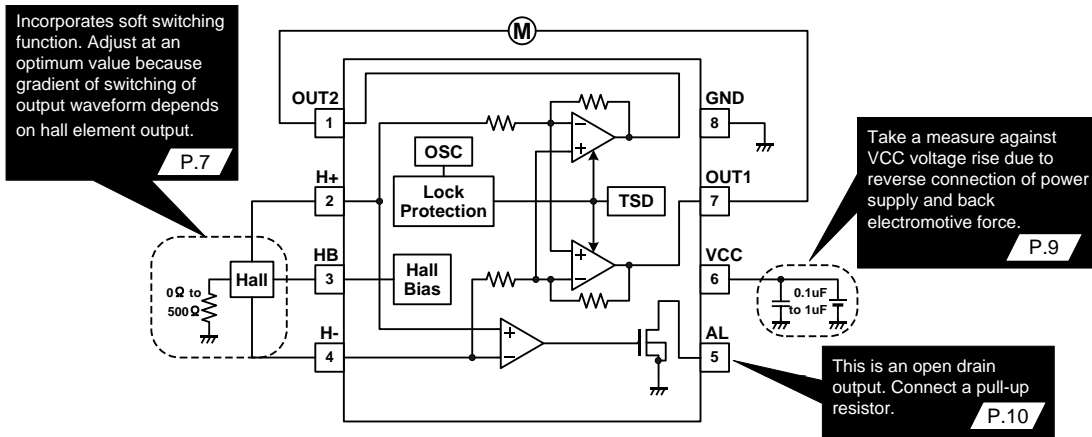 Incorporates soft switching
function. Adjust at an
optimum value because
gradient of switching of
output waveform depends
on hall element output.
P.7
M
OUT2
1
GND
8
OSC
Lock
Protection
TSD
H+
2
OUT1
7
Take a measure against
VCC voltage rise due to
reverse connection of power
supply and back
electromotive force.
P.9
HB
3
Hall
Bias
VCC
6
Hall
0Ω to
500Ω
0.1uF
to 1uF
H-
4
AL
5
This is an open drain
output. Connect a pull-up
resistor.
P.10
−
+
+
−
+
−